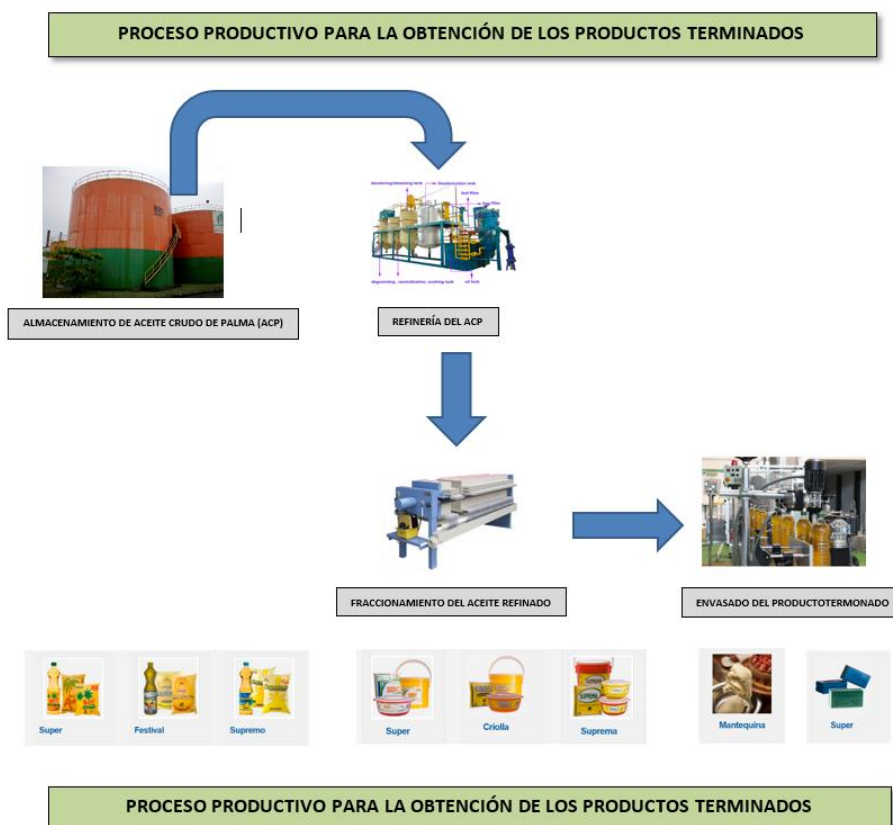 PROCESO PRODUCTIVO PARA LA OBTENCIÓN DE LOS PRODUCTOS TERMINADOS
ALMACENAMIENTO DE ACEITE CRUDO DE PALMA (ACP)
REFINERÍA DEL ACP
FRACCIONAMIENTO DEL ACEITE REFINADO
ENVASADO DEL PRODUCTOTERMONADO
Super
Festival
Supremo
Super
Criolla
Suprema
Mantequina
Super
PROCESO PRODUCTIVO PARA LA OBTENCIÓN DE LOS PRODUCTOS TERMINADOS